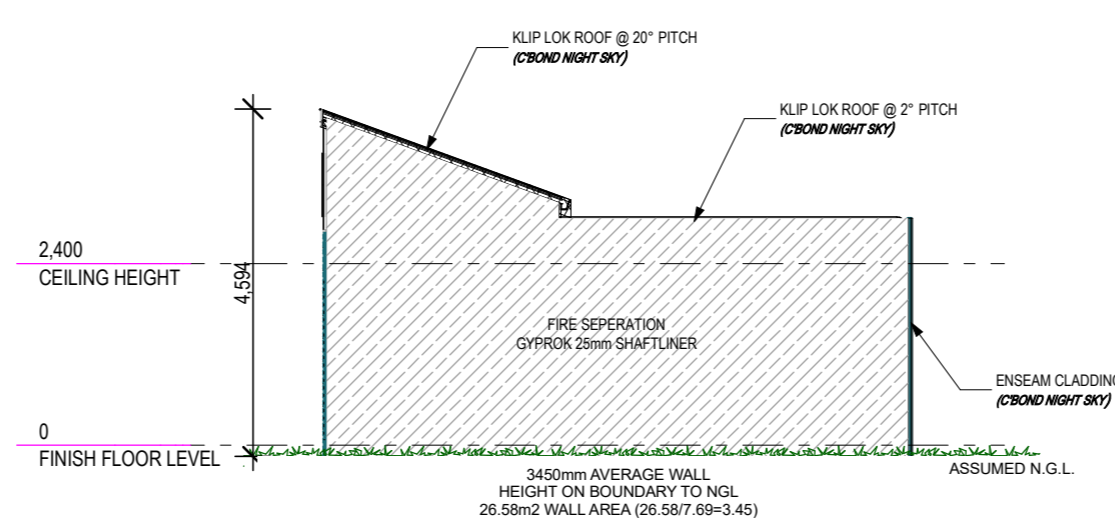 KLIP LOK ROOF @ 20° PITCH
(C'BOND NIGHT SKY)
KLIP LOK ROOF @ 2° PITCH
(C'BOND NIGHT SKY)
2,400
CEILING HEIGHT
4,594
FIRE SEPERATION
GYPROK 25mm SHAFTLINER
ENSEAM CLADDING
(C'BOND NIGHT SKY)
0
FINISH FLOOR LEVEL
ASSUMED N.G.L.
3450mm AVERAGE WALL
HEIGHT ON BOUNDARY TO NGL
26.58m2 WALL AREA (26.58/7.69=3.45)